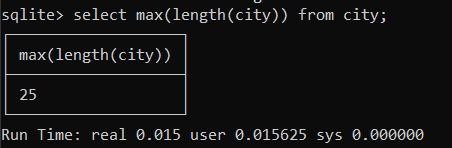 sqlite> select max(length(city)) from city;
max(length(city))
25
Run Time: real 0.015 user 0.015625 sys 0.000000